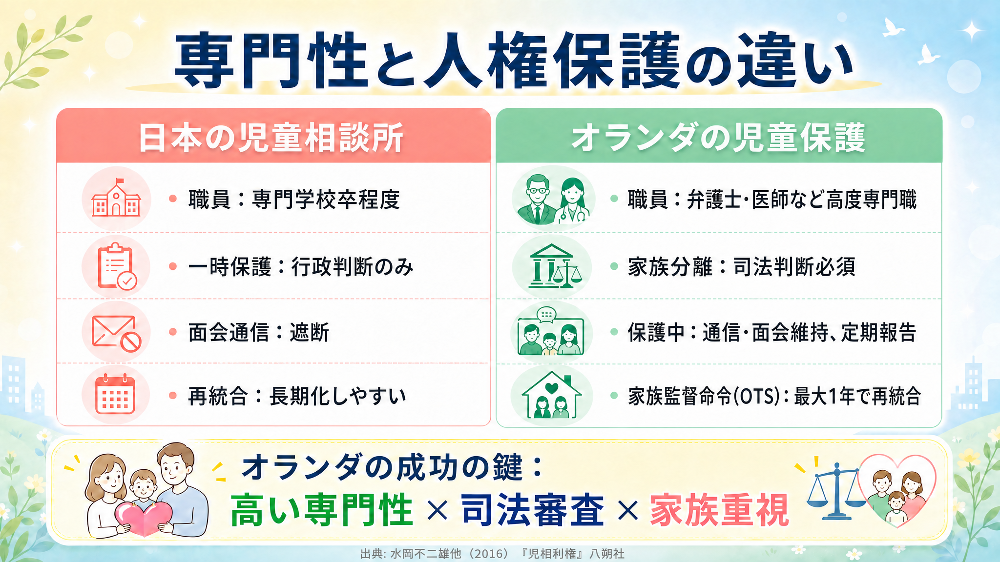 専門性と人権保護の違い
日本の児童相談所
• 職員：専門学校卒程度
• 一時保護：行政判断のみ
• 面会通信：遮断
• 再統合：長期化しやすい
オランダの児童保護
• 職員：弁護士・医師など高度専門職
• 家族分離：司法判断必須
• 保護中：通信・面会維持、定期報告
• 家族監督命令(OTS)：最大1年で再統合
オランダの成功の鍵：
高い専門性 × 司法審査 × 家族重視
出典: 水岡不二雄他（2016）『児相利権』八朔社